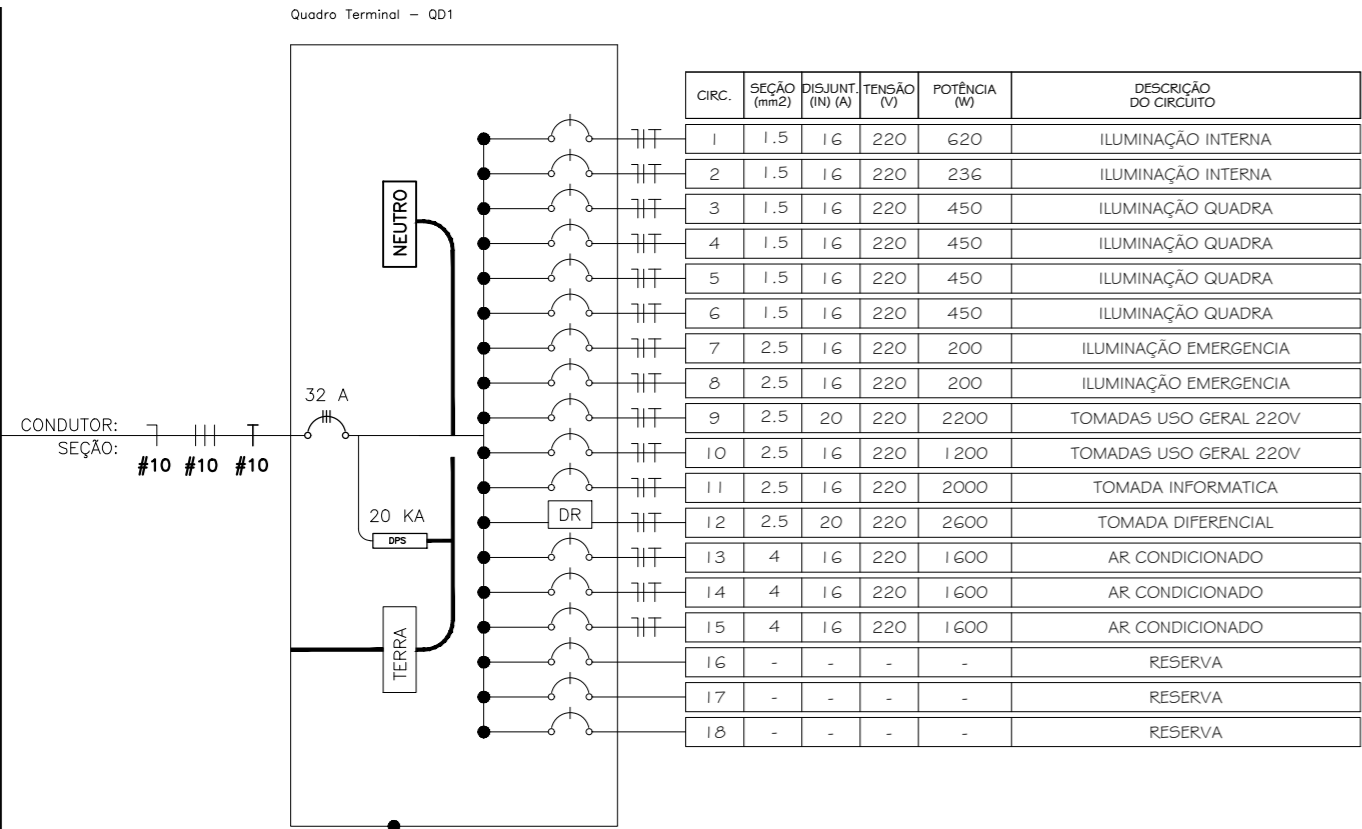 Quadro Terminal – QD1
CIRC. SEÇÃO (mm2) DISJUNT. (IN) (A) TENSÃO (V) POTÊNCIA (W) DESCRIÇÃO DO CIRCUITO
1 1.5 16 220 620 ILUMINAÇÃO INTERNA
2 1.5 16 220 236 ILUMINAÇÃO INTERNA
3 1.5 16 220 450 ILUMINAÇÃO QUADRA
4 1.5 16 220 450 ILUMINAÇÃO QUADRA
5 1.5 16 220 450 ILUMINAÇÃO QUADRA
6 1.5 16 220 450 ILUMINAÇÃO QUADRA
7 2.5 16 220 200 ILUMINAÇÃO EMERGENCIA
8 2.5 16 220 200 ILUMINAÇÃO EMERGENCIA
9 2.5 20 220 2200 TOMADAS USO GERAL 220V
10 2.5 16 220 1200 TOMADAS USO GERAL 220V
11 2.5 16 220 2000 TOMADA INFORMATICA
12 2.5 20 220 2600 TOMADA DIFERENCIAL
13 4 16 220 1600 AR CONDICIONADO
14 4 16 220 1600 AR CONDICIONADO
15 4 16 220 1600 AR CONDICIONADO
16 - - - - RESERVA
17 - - - - RESERVA
18 - - - - RESERVA
NEUTRO
32 A
CONDUTOR:
SEÇÃO:
#10 #10 #10
20 KA
DPS
DR
TERRA